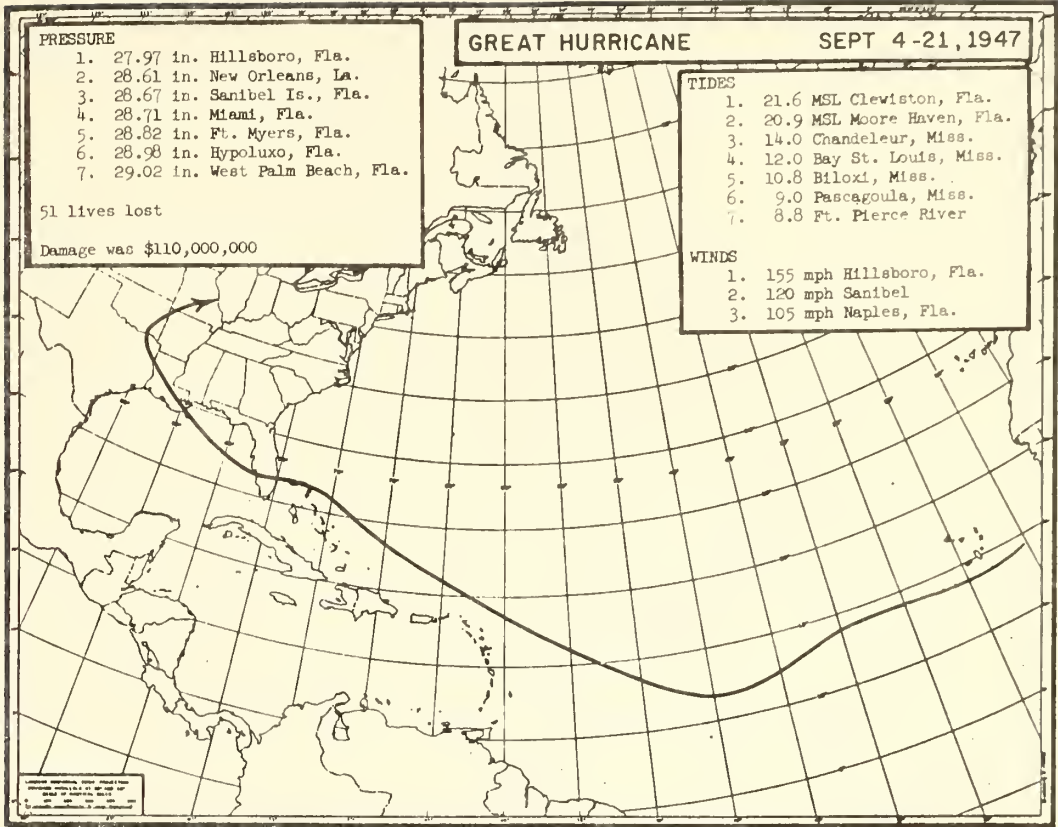 GREAT HURRICANE SEPT 4-21, 1947
PRESSURE
1. 27.97 in. Hillsboro, Fla.
2. 28.61 in. New Orleans, La.
3. 28.67 in. Sanibel Is., Fla.
4. 28.71 in. Miami, Fla.
5. 28.82 in. Ft. Myers, Fla.
6. 28.98 in. Hypoluxo, Fla.
7. 29.02 in. West Palm Beach, Fla.
51 lives lost
Damage was $110,000,000
TIDES
1. 21.6 MSL Clewiston, Fla.
2. 20.9 MSL Moore Haven, Fla.
3. 14.0 Chandeleur, Miss.
4. 12.0 Bay St. Louis, Miss.
5. 10.8 Biloxi, Miss.
6. 9.0 Pascagoula, Miss.
7. 8.8 Ft. Pierce River
WINDS
1. 155 mph Hillsboro, Fla.
2. 120 mph Sanibel
3. 105 mph Naples, Fla.